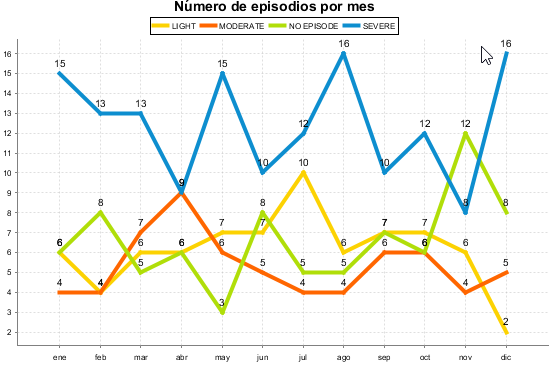 Número de episodios por mes
LIGHT MODERATE NO EPISODE SEVERE
16
15
14
13
12
11
10
9
8
7
6
5
4
3
2
15 13 13 9 15 10 12 16 10 12 8 16
6 8 5 6 3 8 5 5 7 6 12 8
6 4 6 6 7 7 10 6 7 7 6 2
4 4 7 9 6 5 4 4 6 6 4 5
ene feb mar abr may jun jul ago sep oct nov dic